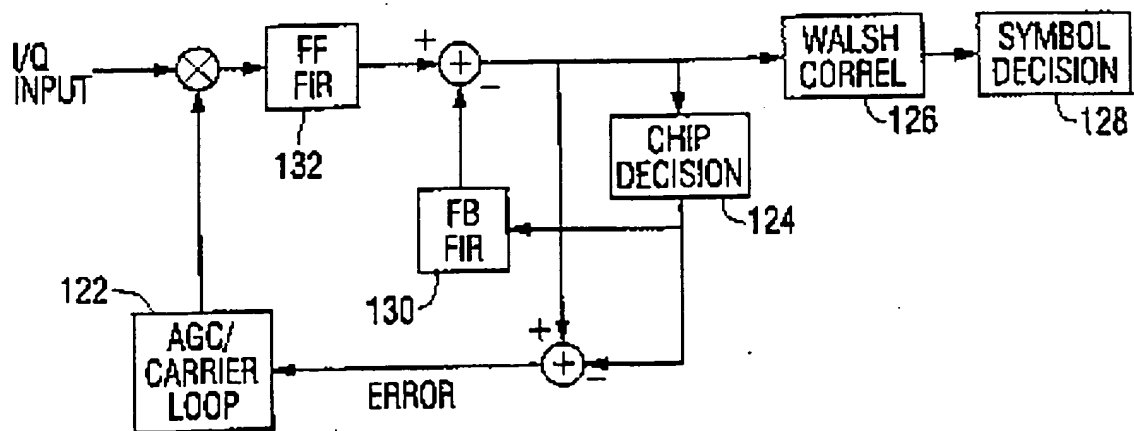 I/Q
INPUT
FF
FIR
132
+
+
−
WALSH
CORREL
126
SYMBOL
DECISION
128
CHIP
DECISION
124
FB
FIR
130
122
AGC/
CARRIER
LOOP
ERROR
+
+
−